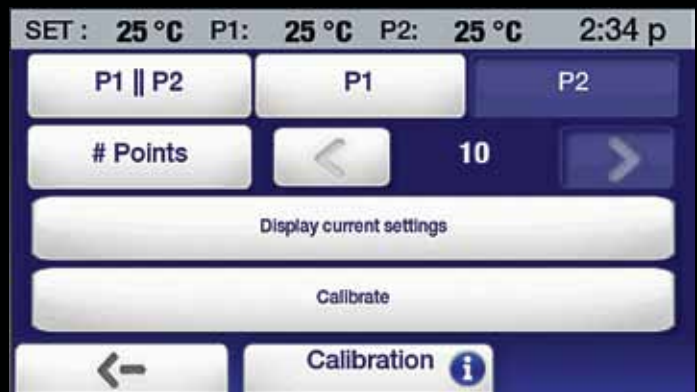 SET : 25 °C P1: 25 °C P2: 25 °C 2:34 p
P1 || P2 P1 P2
# Points < 10 >
Display current settings
Calibrate
Calibration i